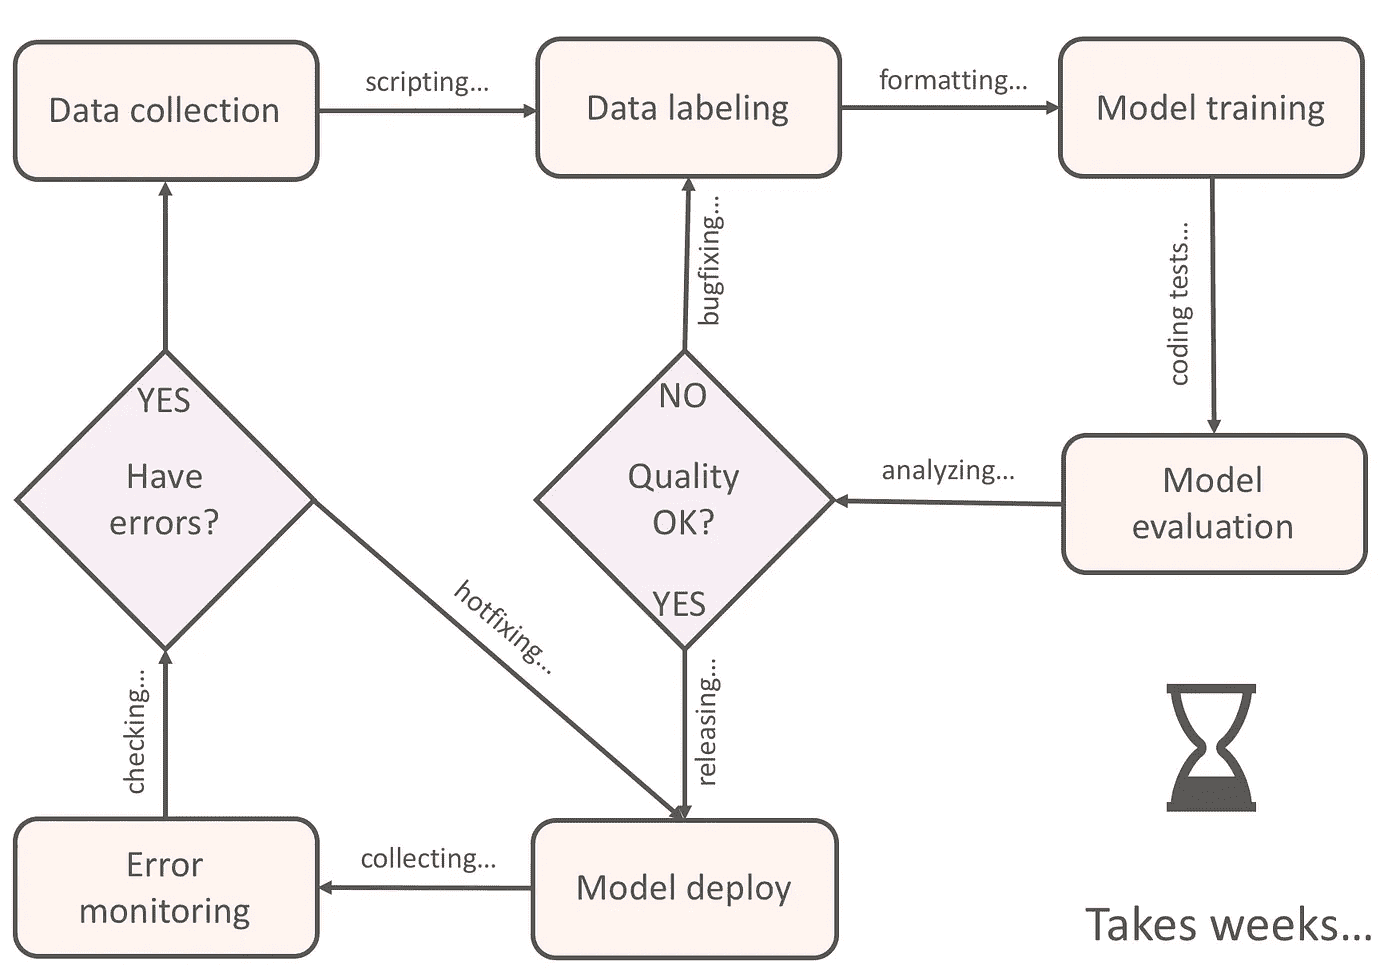 Data collection
scripting...
Data labeling
formatting...
Model training
bugfixing...
coding tests...
YES
Have
errors?
NO
Quality
OK?
YES
analyzing...
Model
evaluation
hotfixing...
checking...
releasing...
Error
monitoring
collecting...
Model deploy
Takes weeks...